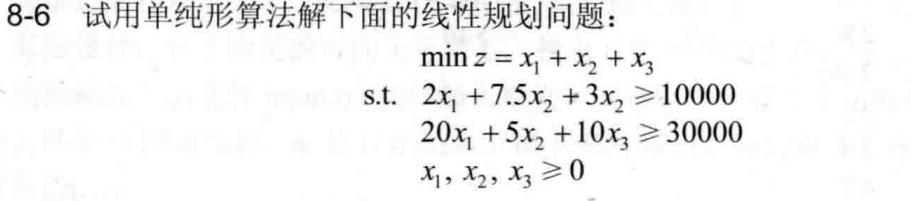 8-6 试用单纯形算法解下面的线性规划问题：
min z = x₁ + x₂ + x₃
s.t. 2x₁ + 7.5x₂ + 3x₂ ⩾ 10000
20x₁ + 5x₂ + 10x₃ ⩾ 30000
x₁, x₂, x₃ ⩾ 0